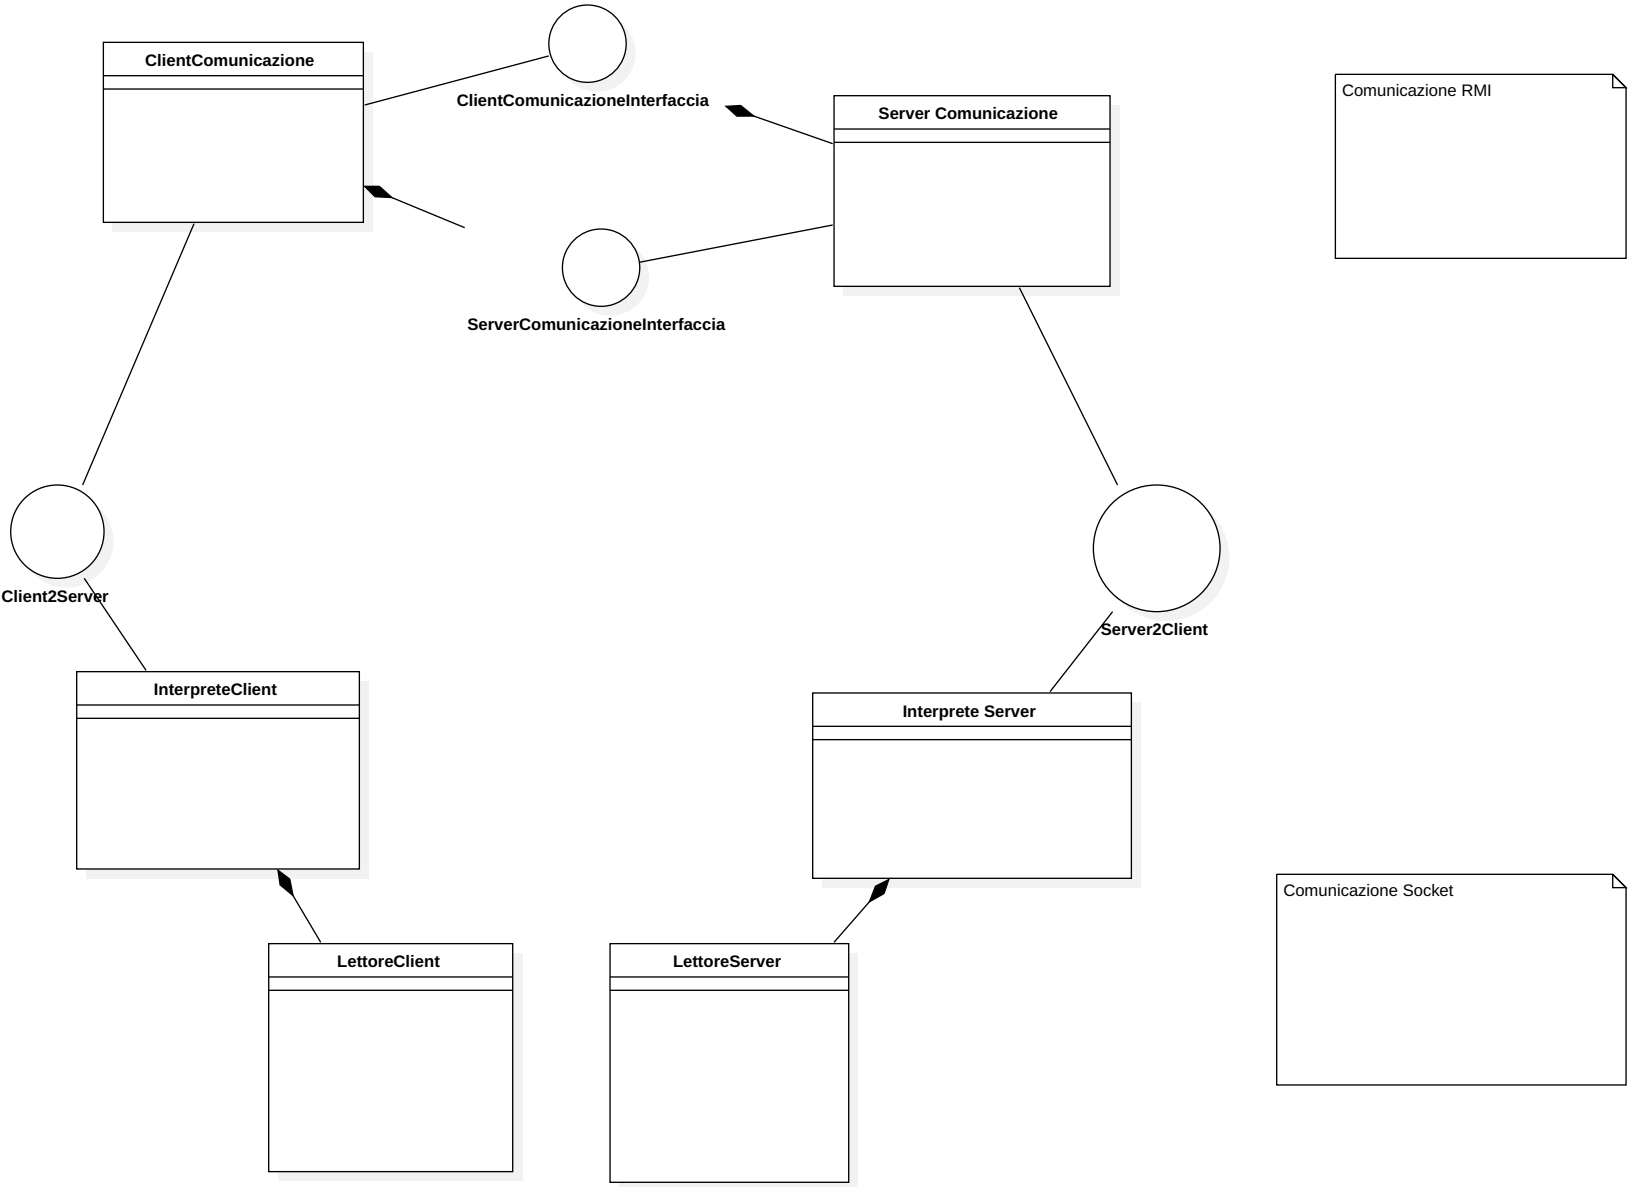 ClientComunicazione
ClientComunicazioneInterfaccia
Server Comunicazione
Comunicazione RMI
ServerComunicazioneInterfaccia
Client2Server
Server2Client
InterpreteClient
Interprete Server
Comunicazione Socket
LettoreClient
LettoreServer